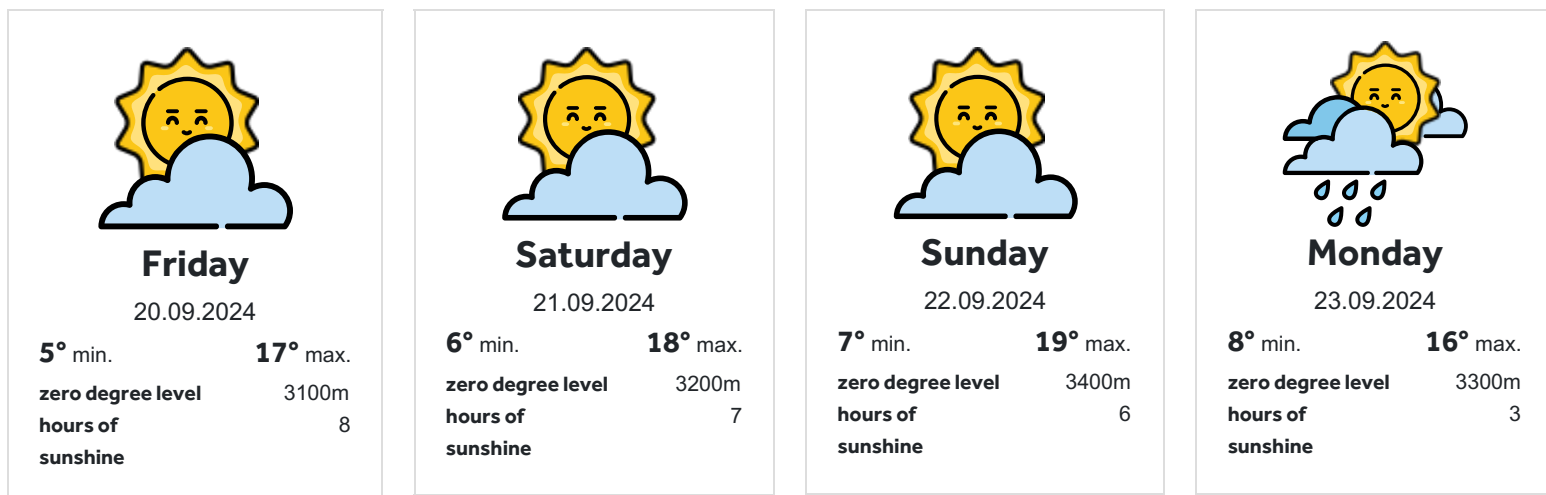 Friday
20.09.2024
5° min. 17° max.
zero degree level 3100m
hours of 8
sunshine
Saturday
21.09.2024
6° min. 18° max.
zero degree level 3200m
hours of 7
sunshine
Sunday
22.09.2024
7° min. 19° max.
zero degree level 3400m
hours of 6
sunshine
Monday
23.09.2024
8° min. 16° max.
zero degree level 3300m
hours of 3
sunshine